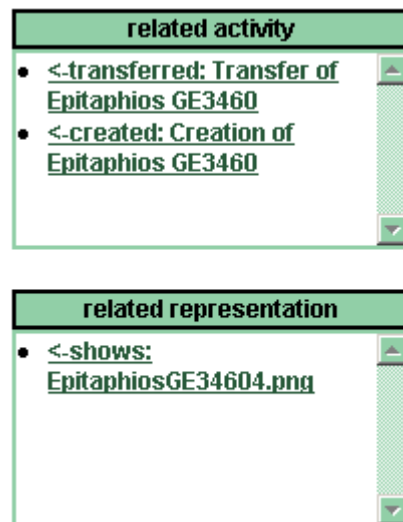 related activity
<-transferred: Transfer of
Epitaphios GE3460
<-created: Creation of
Epitaphios GE3460
related representation
<-shows:
EpitaphiosGE34604.png